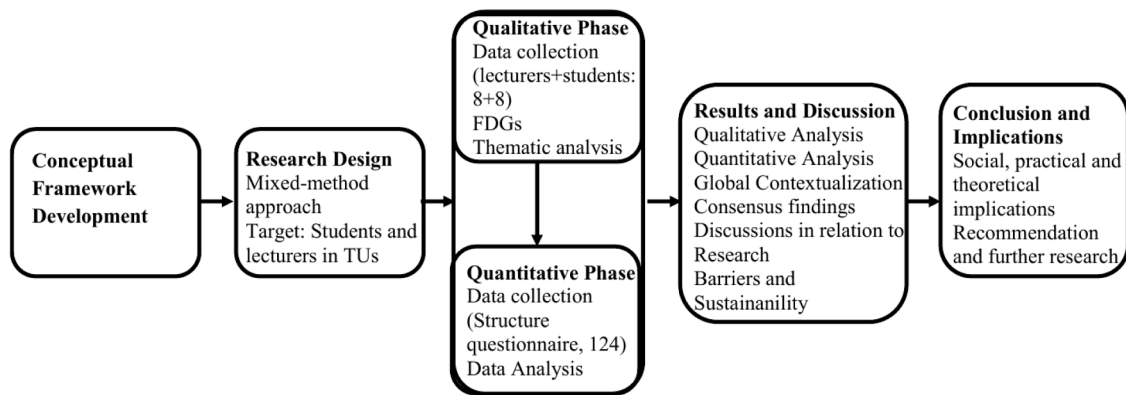 Conceptual
Framework
Development
Research Design
Mixed-method
approach
Target: Students and
lecturers in TUs
Qualitative Phase
Data collection
(lecturers+students:
8+8)
FDGs
Thematic analysis
Quantitative Phase
Data collection
(Structure
questionnaire, 124)
Data Analysis
Results and Discussion
Qualitative Analysis
Quantitative Analysis
Global Contextualization
Consensus findings
Discussions in relation to
Research
Barriers and
Sustainanility
Conclusion and
Implications
Social, practical and
theoretical
implications
Recommendation
and further research